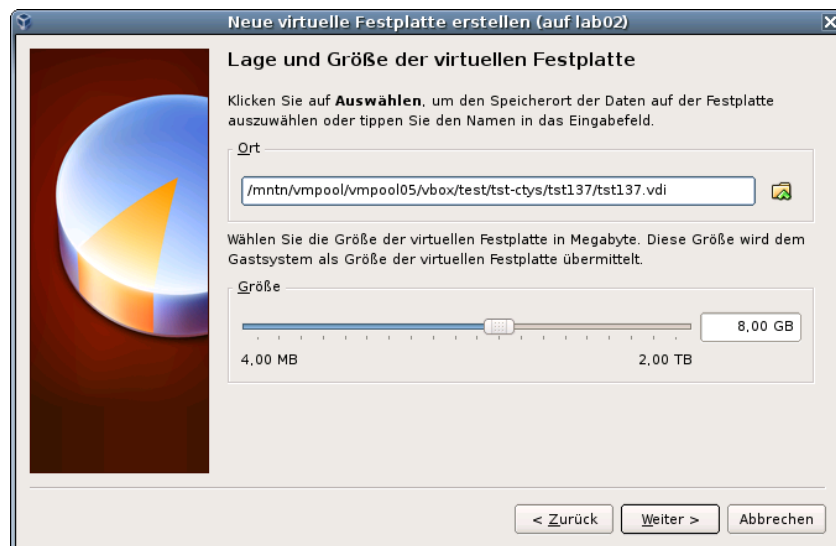 Neue virtuelle Festplatte erstellen (auf lab02)
Lage und Größe der virtuellen Festplatte
Klicken Sie auf Auswählen, um den Speicherort der Daten auf der Festplatte
auszuwählen oder tippen Sie den Namen in das Eingabefeld.
Ort
/mntn/vmpool/vmpool05/vbox/test/tst-ctys/tst137/tst137.vdi
Wählen Sie die Größe der virtuellen Festplatte in Megabyte. Diese Größe wird dem
Gastsystem als Größe der virtuellen Festplatte übermittelt.
Größe
8,00 GB
4,00 MB 2,00 TB
< Zurück Weiter > Abbrechen